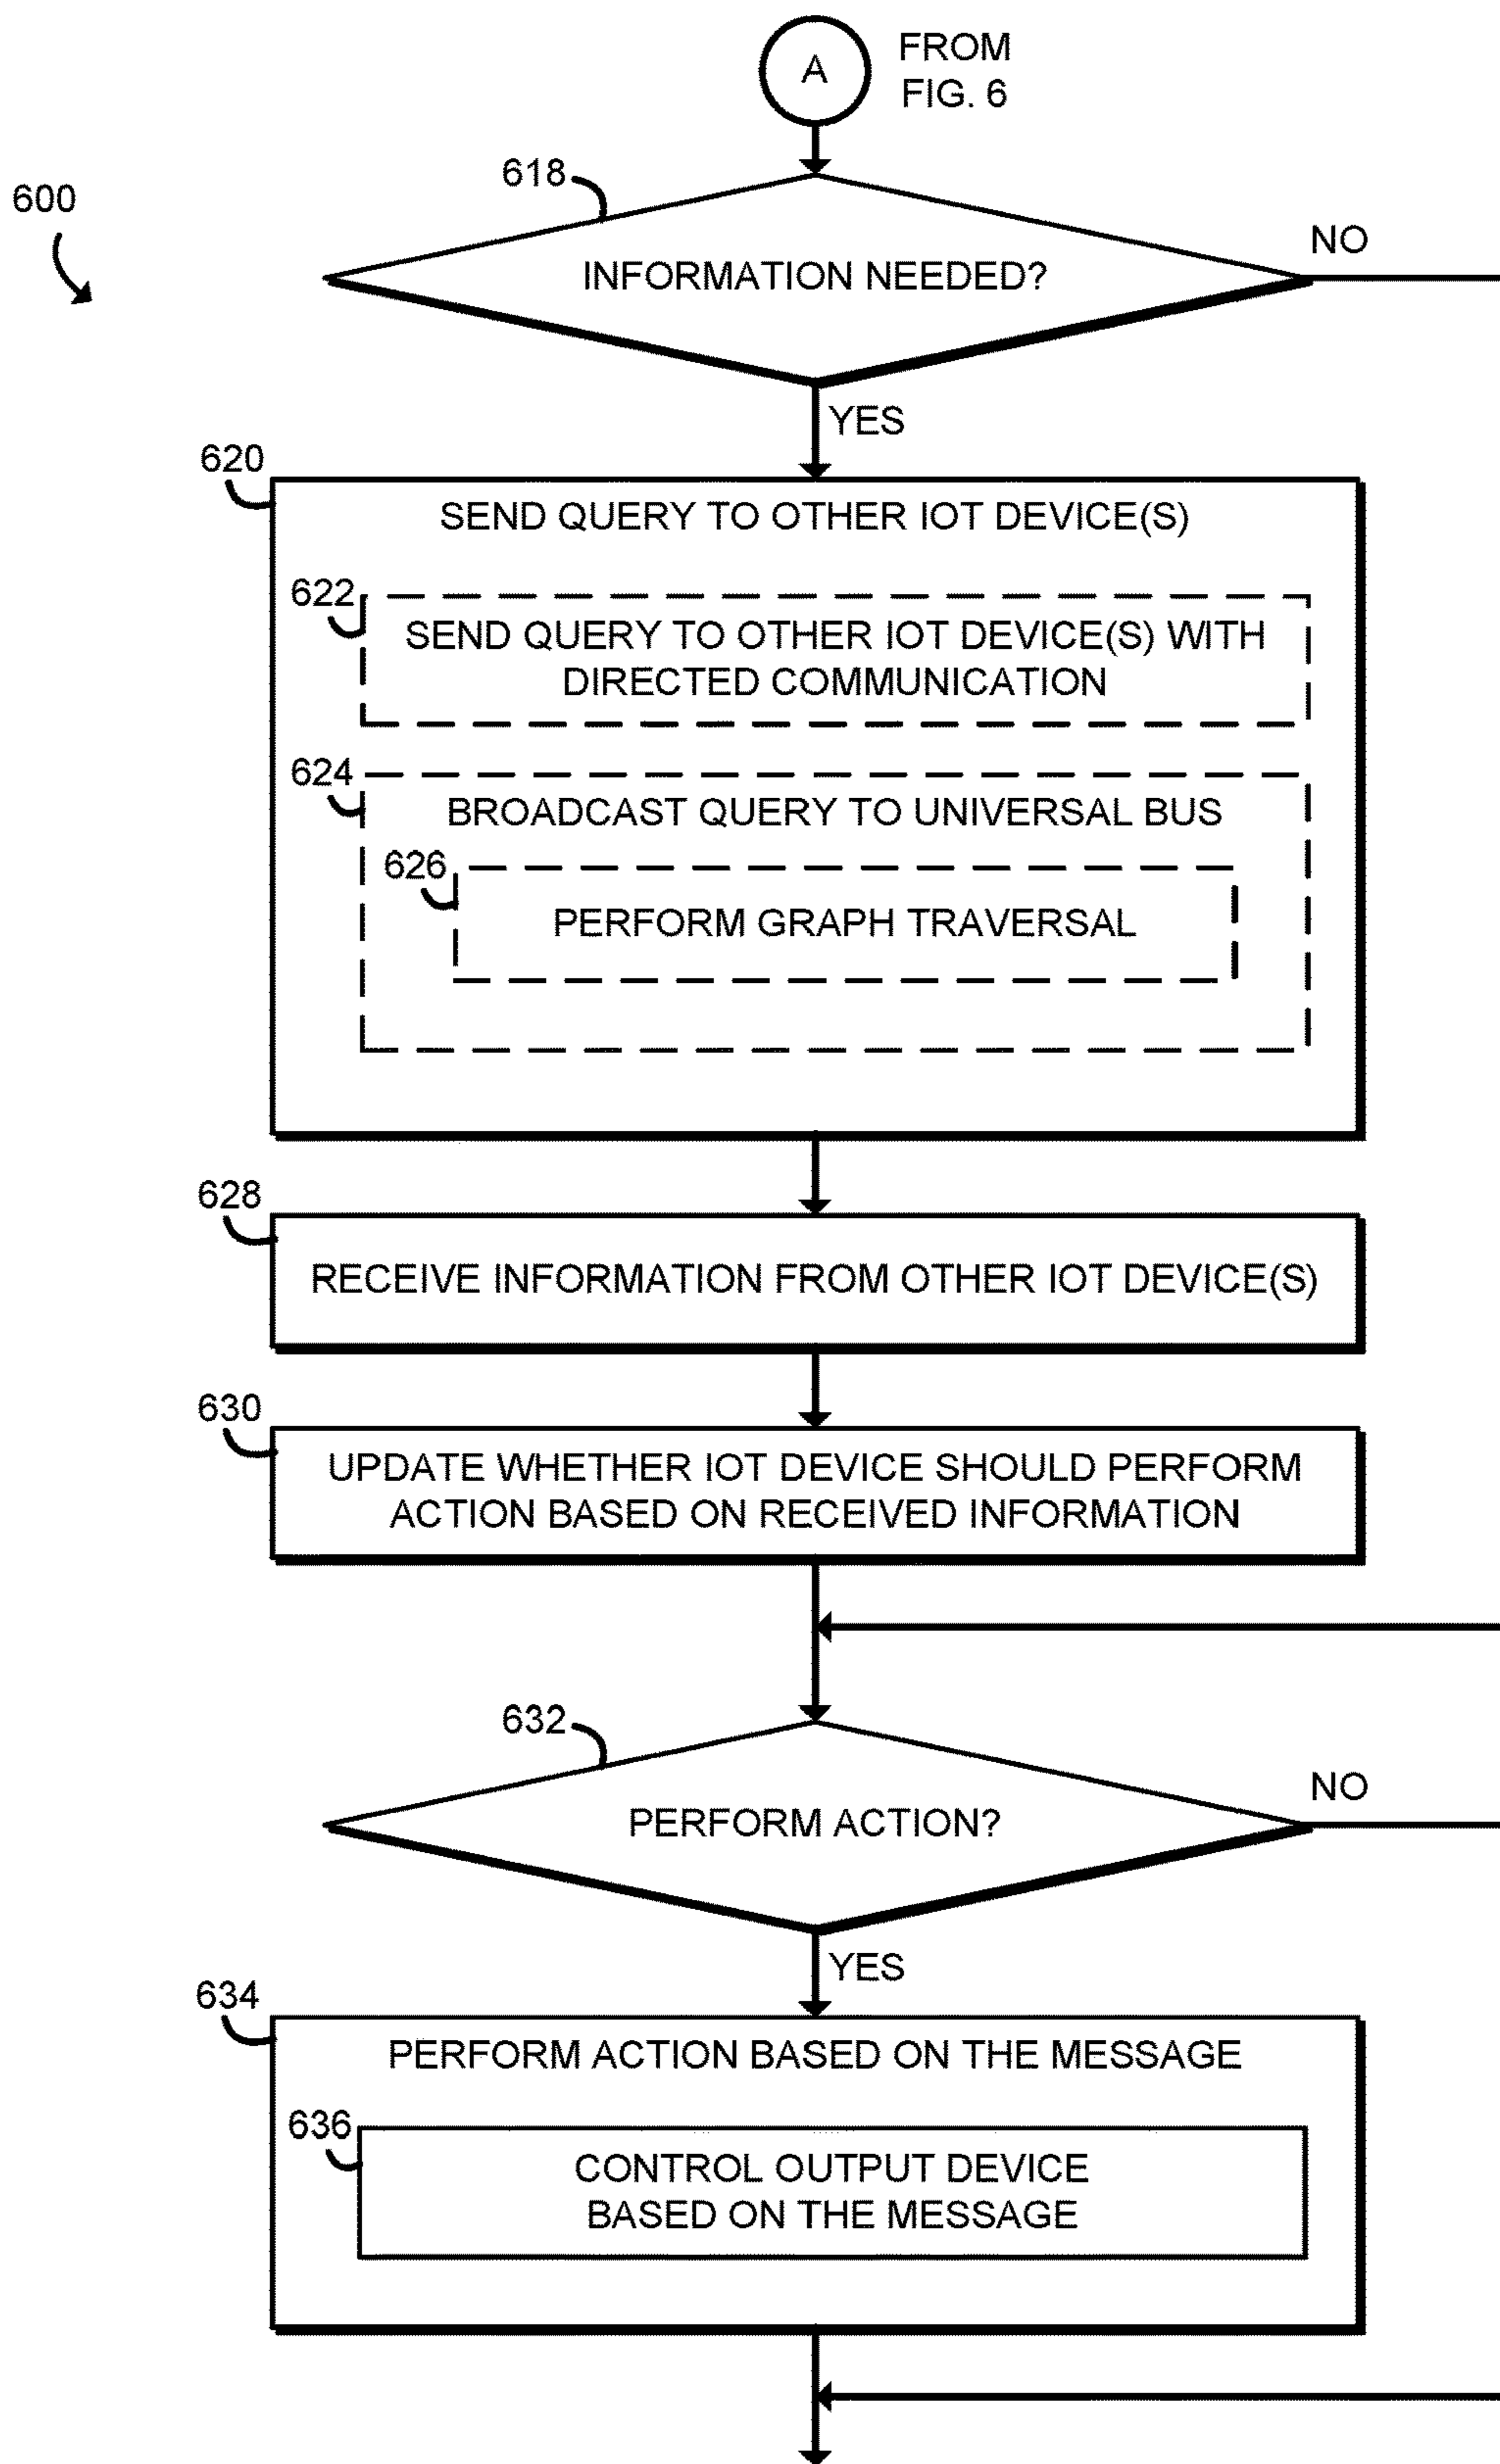 A
FROM
FIG. 6
600
618
INFORMATION NEEDED?
NO
YES
620
SEND QUERY TO OTHER IOT DEVICE(S)
622
SEND QUERY TO OTHER IOT DEVICE(S) WITH
DIRECTED COMMUNICATION
624
BROADCAST QUERY TO UNIVERSAL BUS
626
PERFORM GRAPH TRAVERSAL
628
RECEIVE INFORMATION FROM OTHER IOT DEVICE(S)
630
UPDATE WHETHER IOT DEVICE SHOULD PERFORM
ACTION BASED ON RECEIVED INFORMATION
632
PERFORM ACTION?
NO
YES
634
PERFORM ACTION BASED ON THE MESSAGE
636
CONTROL OUTPUT DEVICE
BASED ON THE MESSAGE